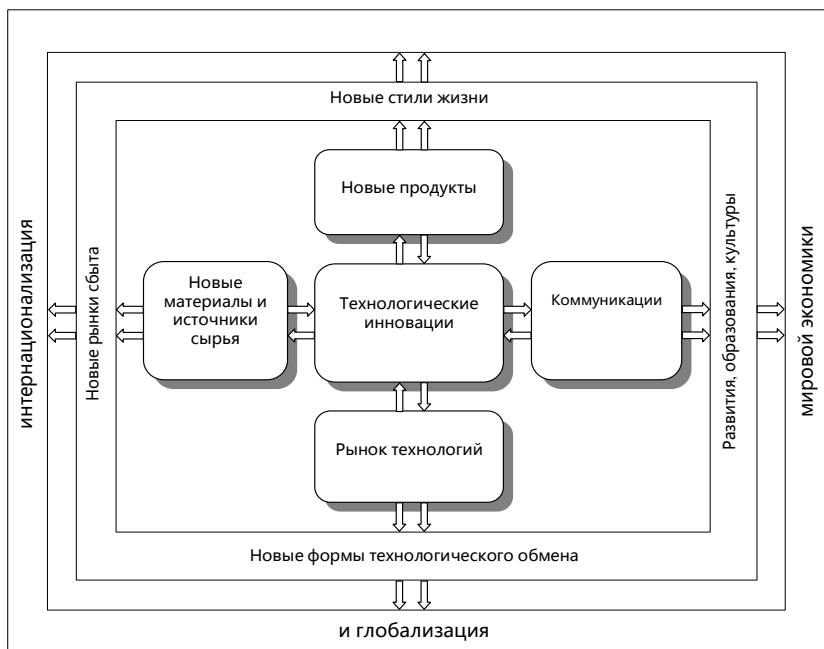 Новые стили жизни
Новые продукты
интернационализация
Новые рынки сбыта
Новые
материалы и
источники
сырья
Технологические
инновации
Коммуникации
Развития, образования, культуры
мировой экономики
Рынок технологий
Новые формы технологического обмена
и глобализация